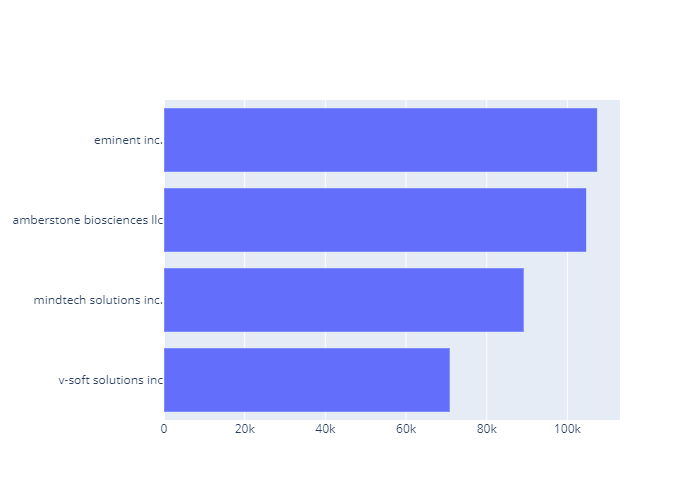 eminent inc.
amberstone biosciences llc
mindtech solutions inc.
v-soft solutions inc
0 20k 40k 60k 80k 100k